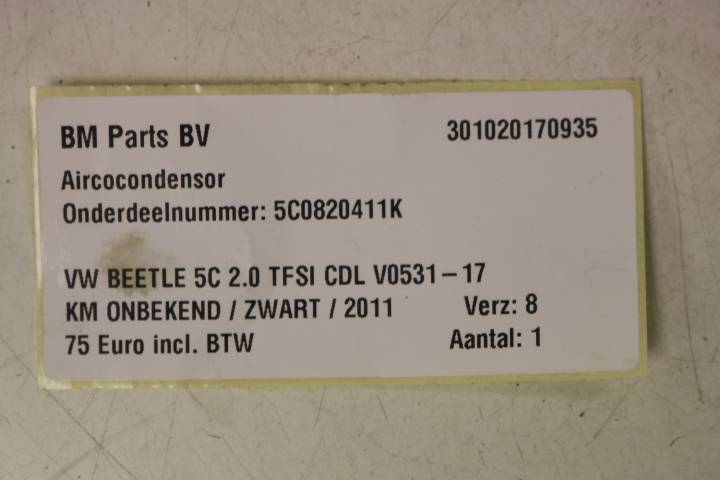 BM Parts BV 301020170935
Aircocondensor
Onderdeelnummer: 5C0820411K
VW BEETLE 5C 2.0 TFSI CDL V0531-17
KM ONBEKEND / ZWART / 2011 Verz: 8
75 Euro incl. BTW Aantal: 1